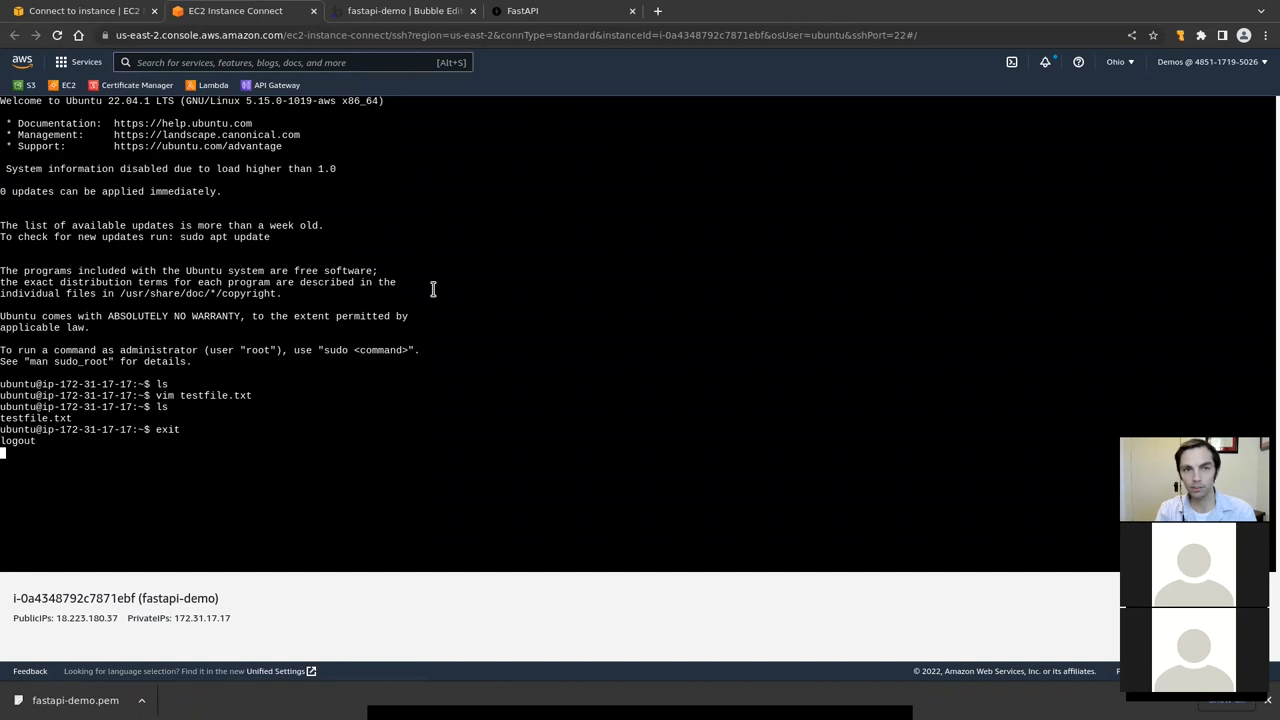 Connect to instance | EC2
EC2 Instance Connect
fastapi-demo | Bubble Edi
FastAPI
us-east-2.console.aws.amazon.com/ec2-instance-connect/ssh?region=us-east-2&connType=standard&instanceId=i-0a4348792c7871ebf&osUser=ubuntu&sshPort=22#/
aws
Services
Search for services, features, blogs, docs, and more
[Alt+S]
Ohio
Demos @ 4851-1719-5026
S3
EC2
Certificate Manager
Lambda
API Gateway
Welcome to Ubuntu 22.04.1 LTS (GNU/Linux 5.15.0-1019-aws x86_64)
* Documentation: https://help.ubuntu.com
* Management: https://landscape.canonical.com
* Support: https://ubuntu.com/advantage
System information disabled due to load higher than 1.0
0 updates can be applied immediately.
The list of available updates is more than a week old.
To check for new updates run: sudo apt update
The programs included with the Ubuntu system are free software;
the exact distribution terms for each program are described in the
individual files in /usr/share/doc/*/copyright.
Ubuntu comes with ABSOLUTELY NO WARRANTY, to the extent permitted by
applicable law.
To run a command as administrator (user "root"), use "sudo <command>".
See "man sudo_root" for details.
ubuntu@ip-172-31-17-17:~$ ls
ubuntu@ip-172-31-17-17:~$ vim testfile.txt
ubuntu@ip-172-31-17-17:~$ ls
testfile.txt
ubuntu@ip-172-31-17-17:~$ exit
logout
i-0a4348792c7871ebf (fastapi-demo)
PublicIPs: 18.223.180.37 PrivateIPs: 172.31.17.17
Feedback
Looking for language selection? Find it in the new Unified Settings
© 2022, Amazon Web Services, Inc. or its affiliates.
fastapi-demo.pem